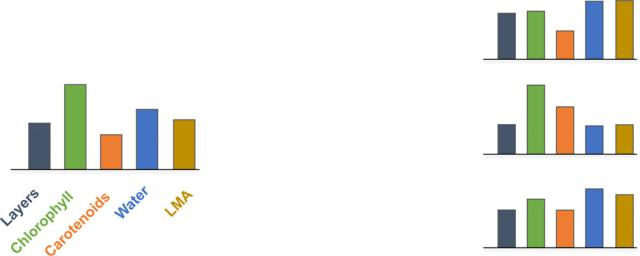 Layers
Chlorophyll
Carotenoids
Water
LMA